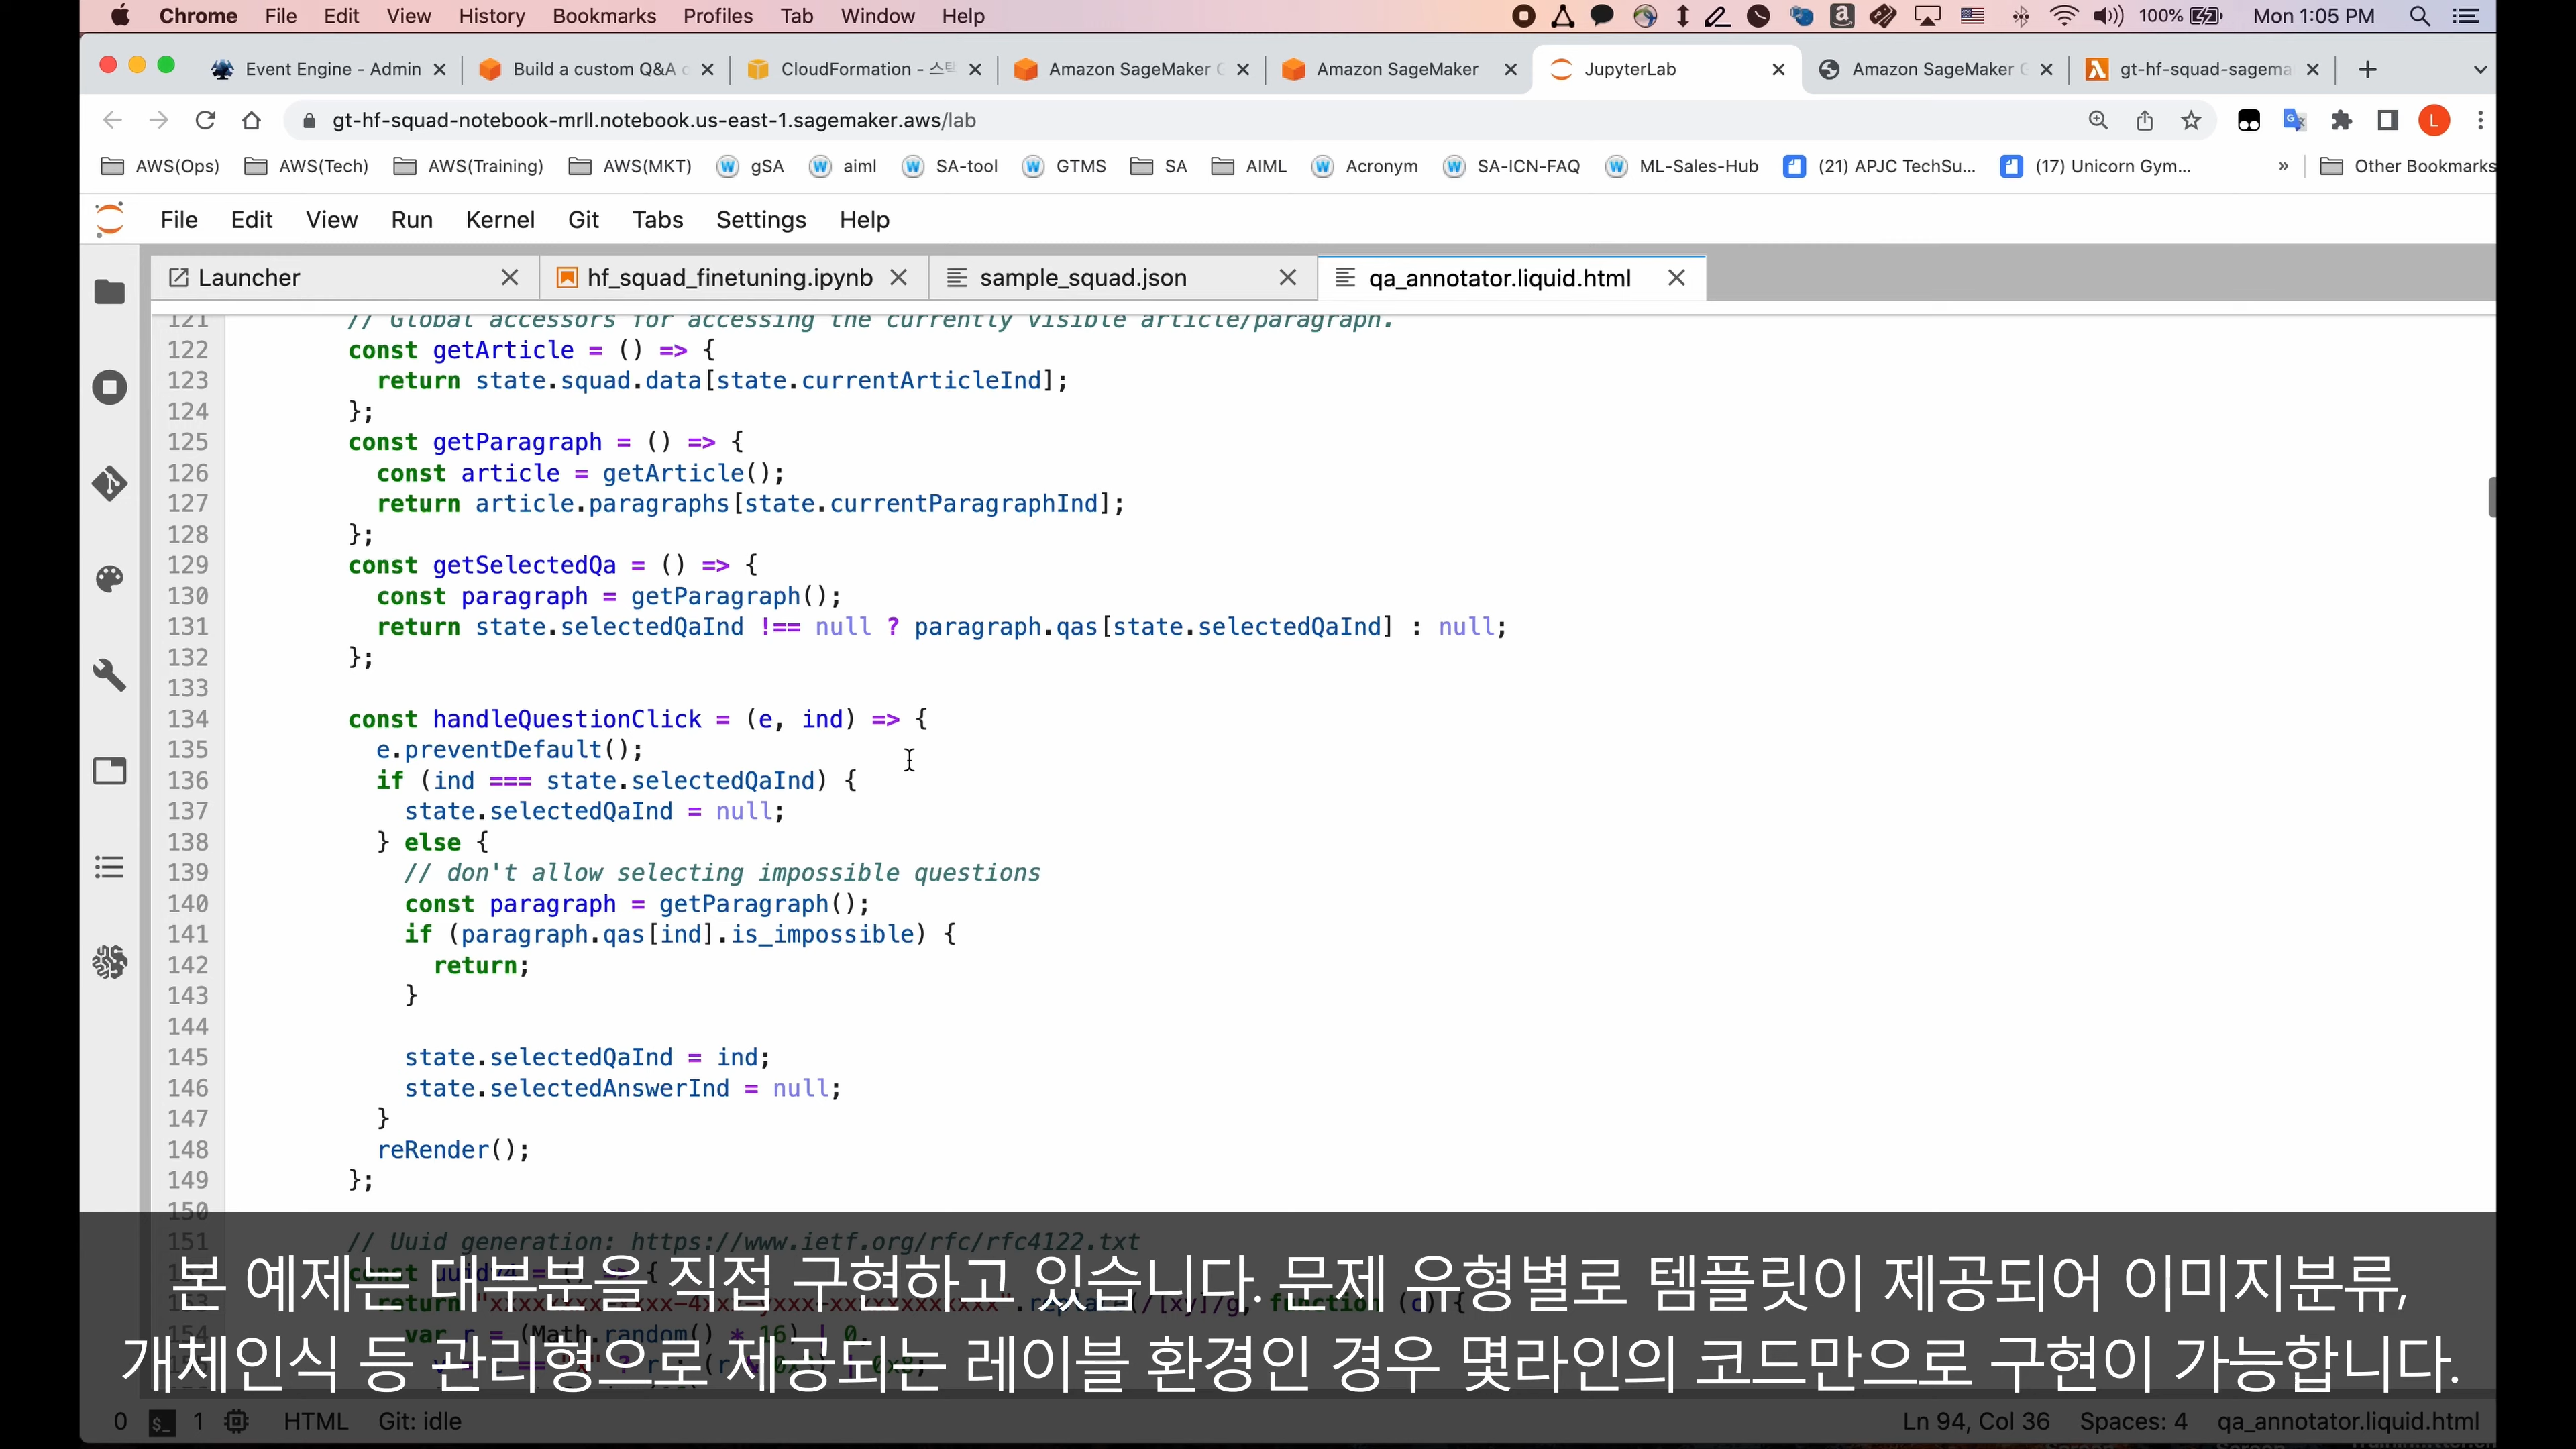 Chrome File Edit View History Bookmarks Profiles Tab Window Help 100% Mon 1:05 PM
Event Engine - Admin Build a custom Q&A CloudFormation - 스택 Amazon SageMaker Amazon SageMaker JupyterLab Amazon SageMaker gt-hf-squad-sagema
gt-hf-squad-notebook-mrll.notebook.us-east-1.sagemaker.aws/lab L
AWS(Ops) AWS(Tech) AWS(Training) AWS(MKT) gSA aiml SA-tool GTMS SA AIML Acronym SA-ICN-FAQ ML-Sales-Hub (21) APJC TechSu... (17) Unicorn Gym... » Other Bookmarks
File Edit View Run Kernel Git Tabs Settings Help
Launcher hf_squad_finetuning.ipynb sample_squad.json qa_annotator.liquid.html
121 // Global accessors for accessing the currently visible article/paragraph.
122 const getArticle = () => {
123 return state.squad.data[state.currentArticleInd];
124 };
125 const getParagraph = () => {
126 const article = getArticle();
127 return article.paragraphs[state.currentParagraphInd];
128 };
129 const getSelectedQa = () => {
130 const paragraph = getParagraph();
131 return state.selectedQaInd !== null ? paragraph.qas[state.selectedQaInd] : null;
132 };
133
134 const handleQuestionClick = (e, ind) => {
135 e.preventDefault();
136 if (ind === state.selectedQaInd) {
137 state.selectedQaInd = null;
138 } else {
139 // don't allow selecting impossible questions
140 const paragraph = getParagraph();
141 if (paragraph.qas[ind].is_impossible) {
142 return;
143 }
144
145 state.selectedQaInd = ind;
146 state.selectedAnswerInd = null;
147 }
148 reRender();
149 };
150
151 // Uuid generation: https://www.ietf.org/rfc/rfc4122.txt
본 예제는 대부분을 직접 구현하고 있습니다. 문제 유형별로 템플릿이 제공되어 이미지분류,
개체인식 등 관리형으로 제공되는 레이블 환경인 경우 몇라인의 코드만으로 구현이 가능합니다.
0 1 HTML Git: idle Ln 94, Col 36 Spaces: 4 qa_annotator.liquid.html